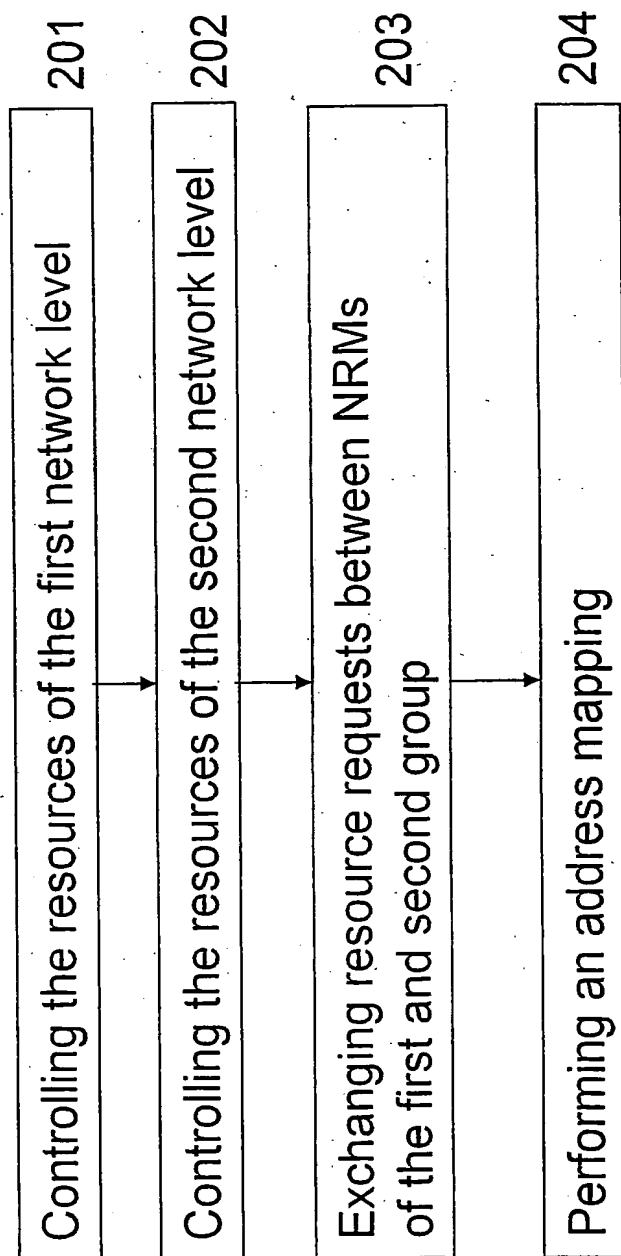 Controlling the resources of the first network level 201
Controlling the resources of the second network level 202
Exchanging resource requests between NRMs 203
of the first and second group
Performing an address mapping 204